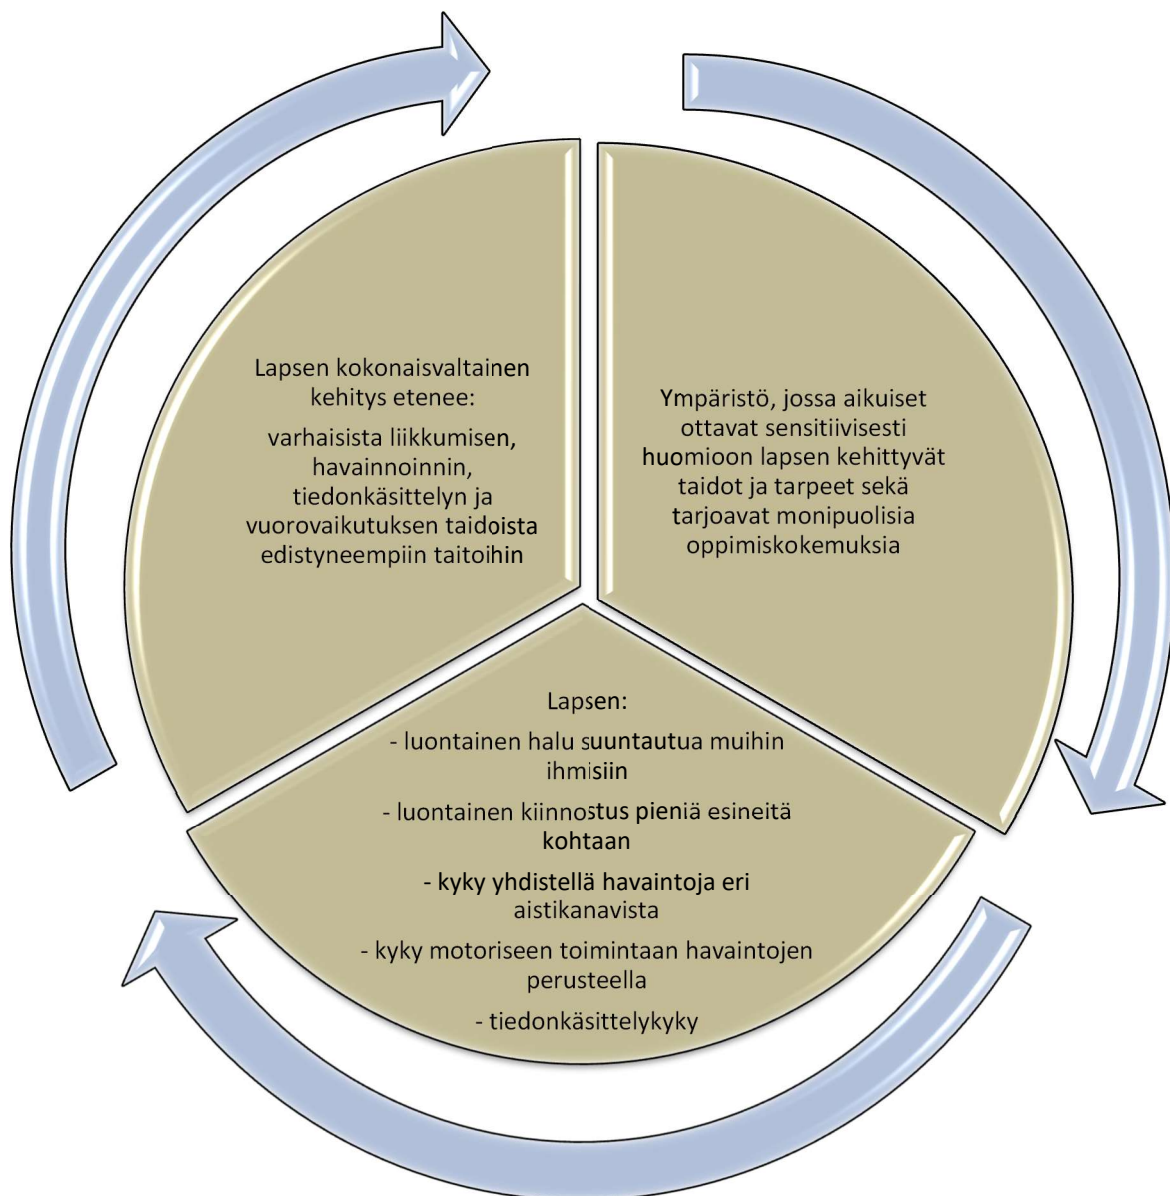 Lapsen kokonaisvaltainen
kehitys etenee:
varhaisista liikkumisen,
havainnoinnin,
tiedonkäsittelyn ja
vuorovaikutuksen taidoista
edistyneempiin taitoihin
Ympäristö, jossa aikuiset
ottavat sensitiivisesti
huomioon lapsen kehittyvät
taidot ja tarpeet sekä
tarjoavat monipuolisia
oppimiskokemuksia
Lapsen:
- luontainen halu suuntautua muihin
ihmisiin
- luontainen kiinnostus pieniä esineitä
kohtaan
- kyky yhdistellä havaintoja eri
aistikanavista
- kyky motoriseen toimintaan havaintojen
perusteella
- tiedonkäsittelykyky